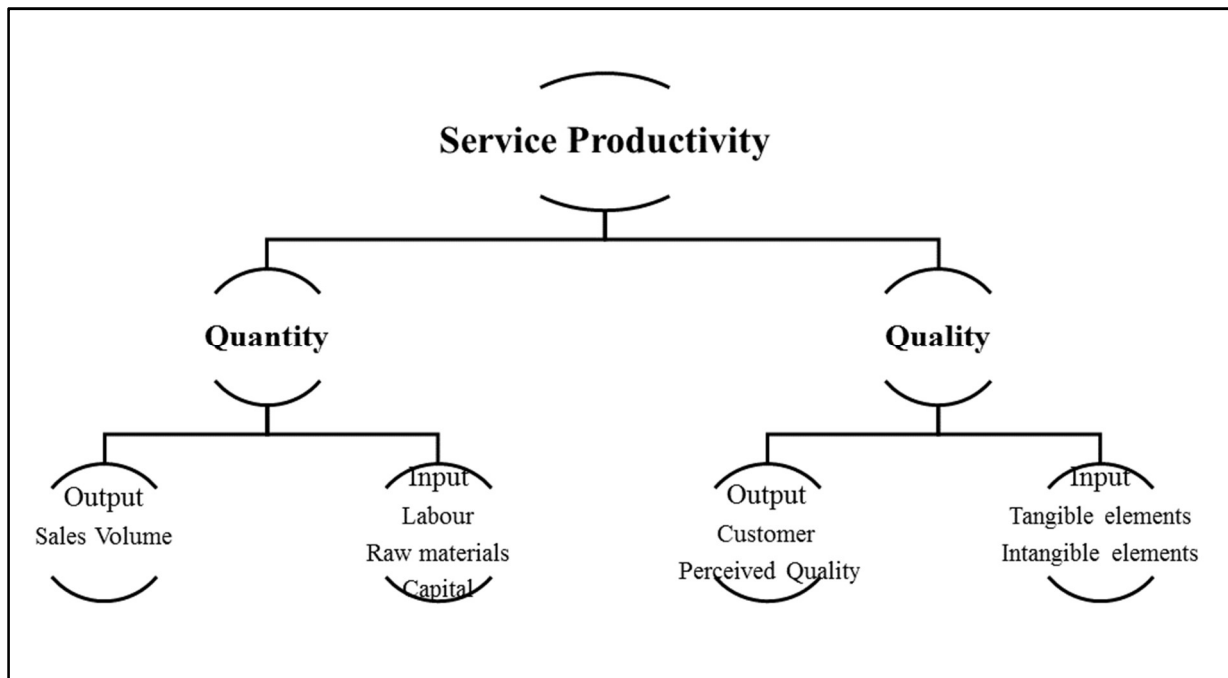 Service Productivity
Quantity
Quality
Output
Sales Volume
Input
Labour
Raw materials
Capital
Output
Customer
Perceived Quality
Input
Tangible elements
Intangible elements